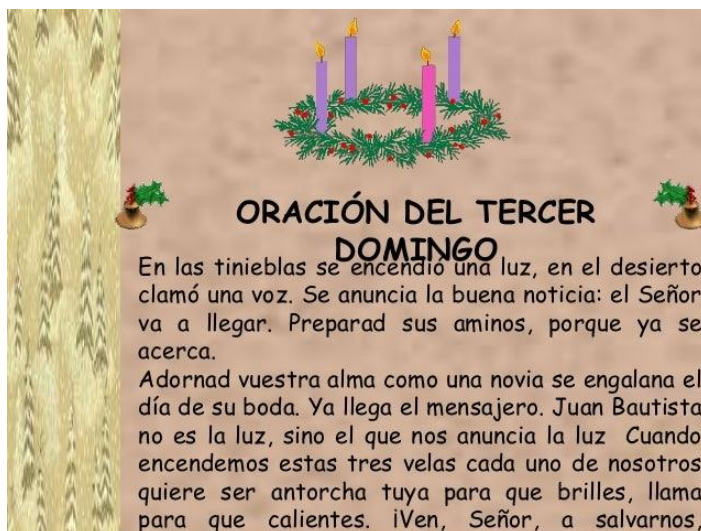 ORACIÓN DEL TERCER
DOMINGO
En las tinieblas se encendió una luz, en el desierto
clamó una voz. Se anuncia la buena noticia: el Señor
va a llegar. Preparad sus aminos, porque ya se
acerca.
Adornad vuestra alma como una novia se engalana el
día de su boda. Ya llega el mensajero. Juan Bautista
no es la luz, sino el que nos anuncia la luz Cuando
encendemos estas tres velas cada uno de nosotros
quiere ser antorcha tuya para que brilles, llama
para que calientes. ¡Ven, Señor, a salvarnos,